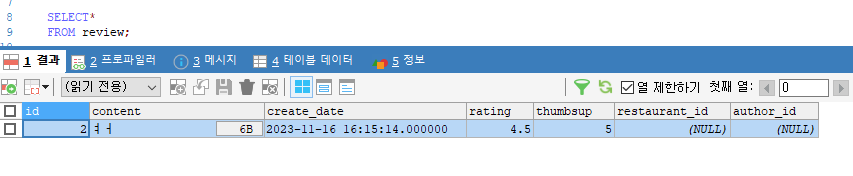 7
8 SELECT*
9 FROM review;
1 결과 2 프로파일러 3 메시지 4 테이블 데이터 5 정보
(읽기 전용) 열 제한하기 첫째 열: 0
id content create_date rating thumbsup restaurant_id author_id
2 ㅕㅓ 6B 2023-11-16 16:15:14.000000 4.5 5 (NULL) (NULL)